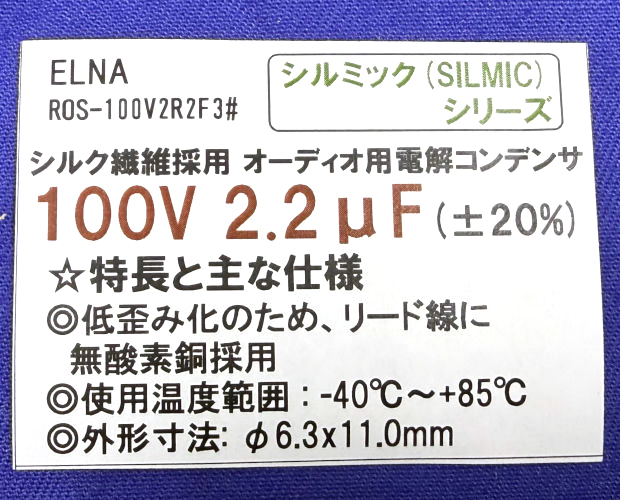 ELNA
ROS-100V2R2F3#
シルミック(SILMIC)
シリーズ
シルク繊維採用 オーディオ用電解コンデンサ
100V 2.2μF(±20%)
☆特長と主な仕様
◎低歪み化のため、リード線に
無酸素銅採用
◎使用温度範囲:-40℃~+85℃
◎外形寸法: φ6.3x11.0mm